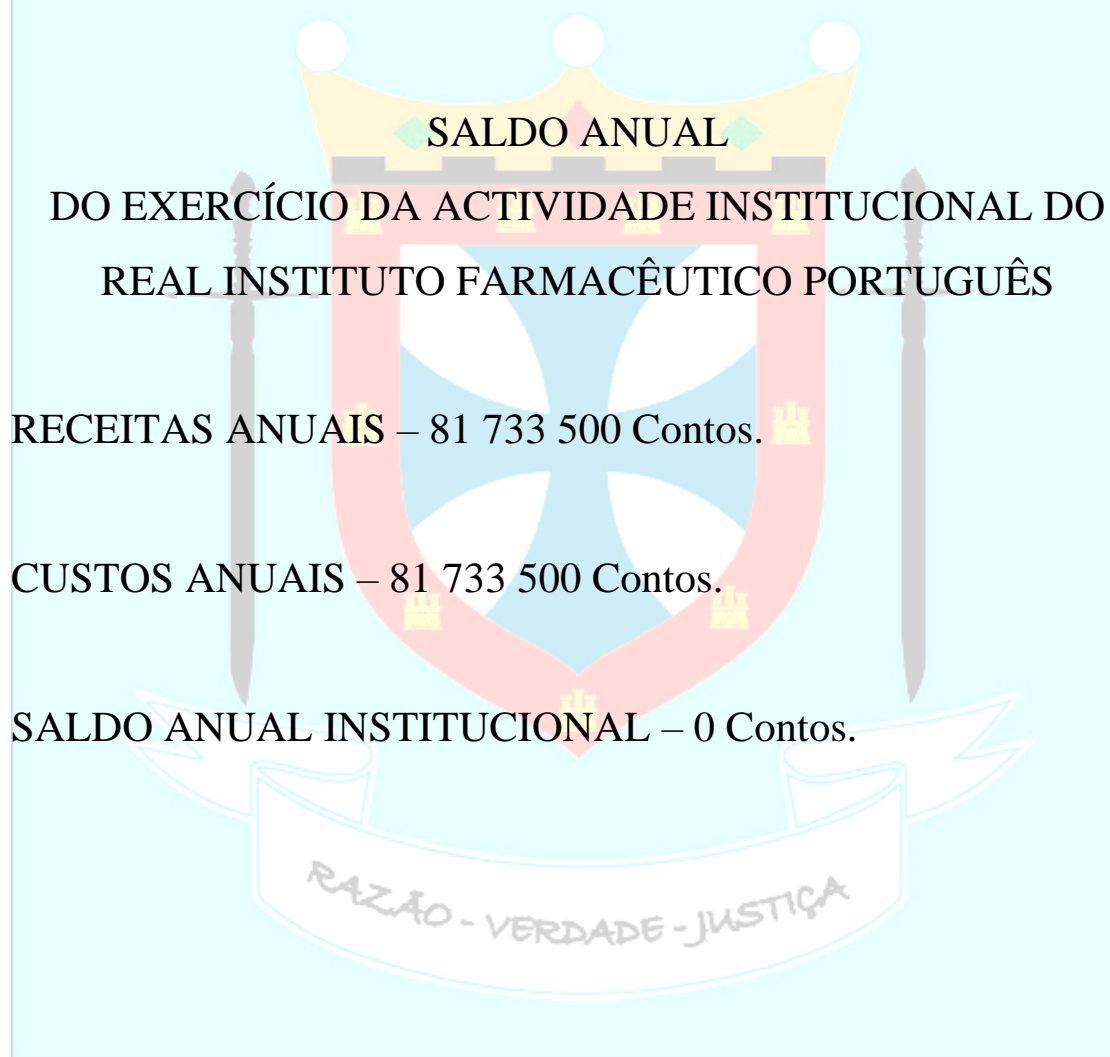 SALDO ANUAL
DO EXERCÍCIO DA ACTIVIDADE INSTITUCIONAL DO
REAL INSTITUTO FARMACÊUTICO PORTUGUÊS
RECEITAS ANUAIS – 81 733 500 Contos.
CUSTOS ANUAIS – 81 733 500 Contos.
SALDO ANUAL INSTITUCIONAL – 0 Contos.
RAZÃO - VERDADE - JUSTIÇA